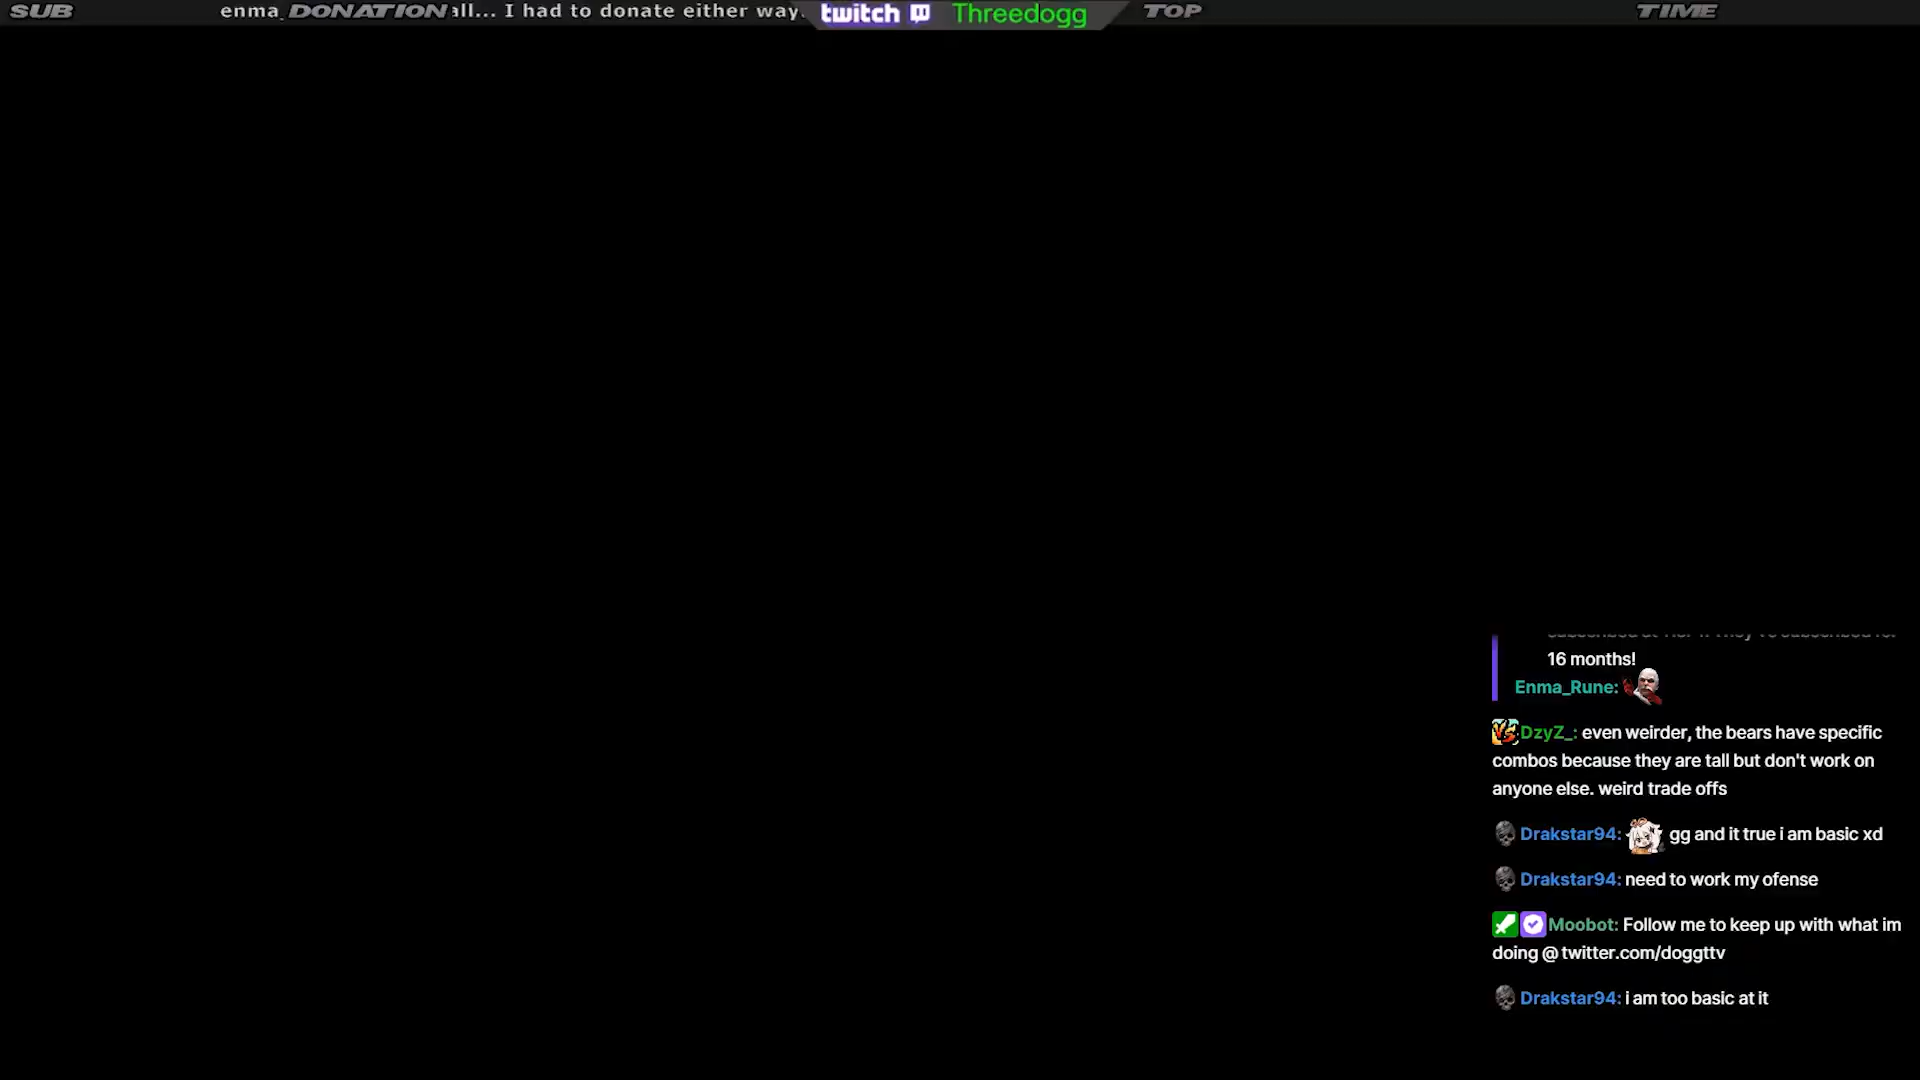 SUB
enma
DONATION
all... I had to donate either way.
twitch
Threedogg
TOP
TIME
16 months!
Enma_Rune:
DzyZ_: even weirder, the bears have specific
combos because they are tall but don't work on
anyone else. weird trade offs
Drakstar94: gg and it true i am basic xd
Drakstar94: need to work my ofense
Moobot: Follow me to keep up with what im
doing @ twitter.com/doggttv
Drakstar94: i am too basic at it